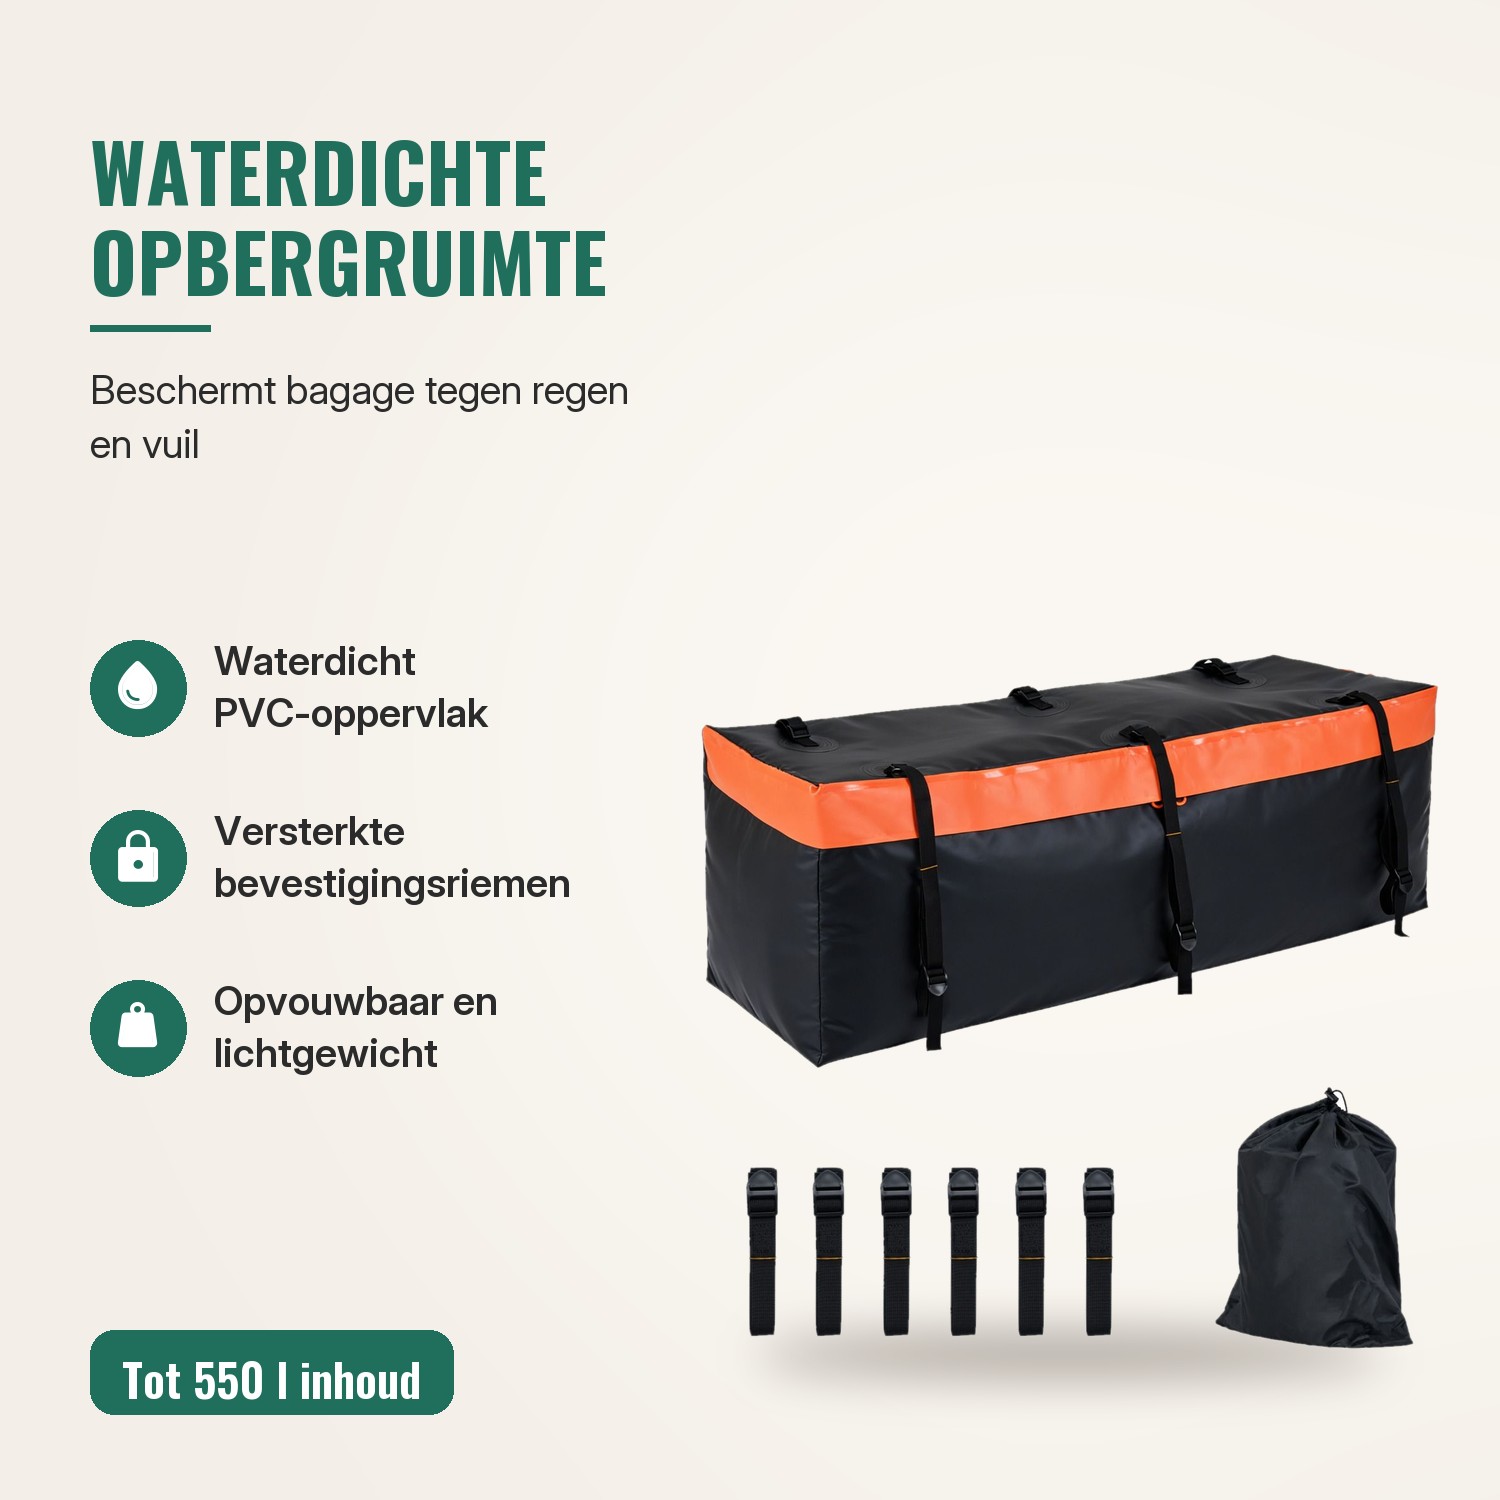 WATERDICHTE
OPBERGRUIMTE
Beschermt bagage tegen regen
en vuil
Waterdicht
PVC-oppervlak
Versterkte
bevestigingsriemen
Opvouwbaar en
lichtgewicht
Tot 550 l inhoud